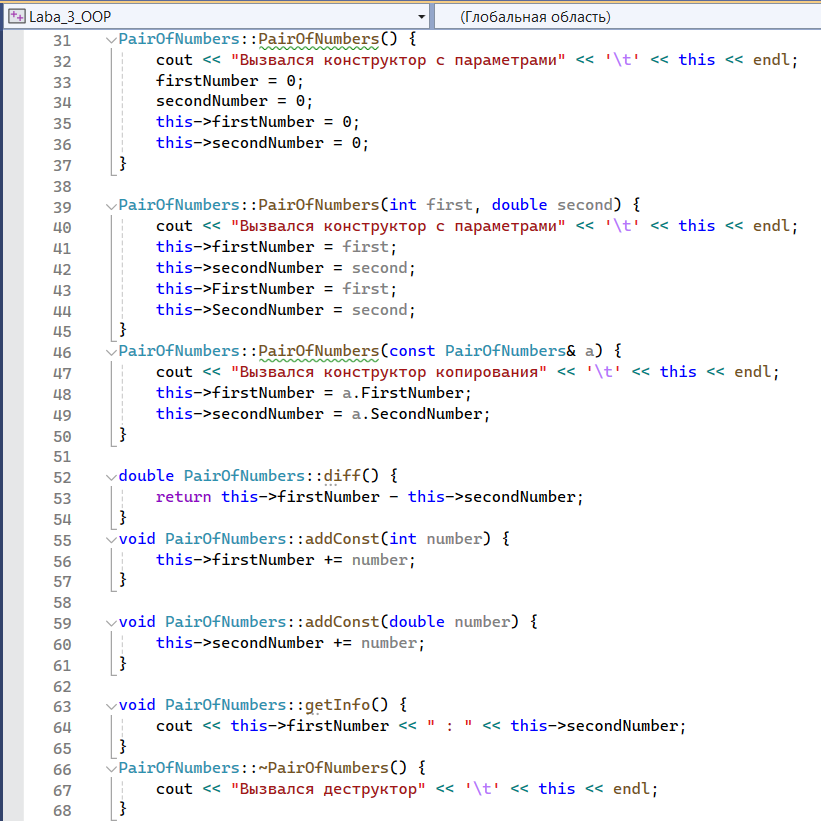 Laba_3_OOP (Глобальная область)
31 PairOfNumbers::PairOfNumbers() {
32 cout << "Вызвался конструктор с параметрами" << '\t' << this << endl;
33 firstNumber = 0;
34 secondNumber = 0;
35 this->firstNumber = 0;
36 this->secondNumber = 0;
37 }
38
39 PairOfNumbers::PairOfNumbers(int first, double second) {
40 cout << "Вызвался конструктор с параметрами" << '\t' << this << endl;
41 this->firstNumber = first;
42 this->secondNumber = second;
43 this->FirstNumber = first;
44 this->SecondNumber = second;
45 }
46 PairOfNumbers::PairOfNumbers(const PairOfNumbers& a) {
47 cout << "Вызвался конструктор копирования" << '\t' << this << endl;
48 this->firstNumber = a.FirstNumber;
49 this->secondNumber = a.SecondNumber;
50 }
51
52 double PairOfNumbers::diff() {
53 return this->firstNumber - this->secondNumber;
54 }
55 void PairOfNumbers::addConst(int number) {
56 this->firstNumber += number;
57 }
58
59 void PairOfNumbers::addConst(double number) {
60 this->secondNumber += number;
61 }
62
63 void PairOfNumbers::getInfo() {
64 cout << this->firstNumber << " : " << this->secondNumber;
65 }
66 PairOfNumbers::~PairOfNumbers() {
67 cout << "Вызвался деструктор" << '\t' << this << endl;
68 }